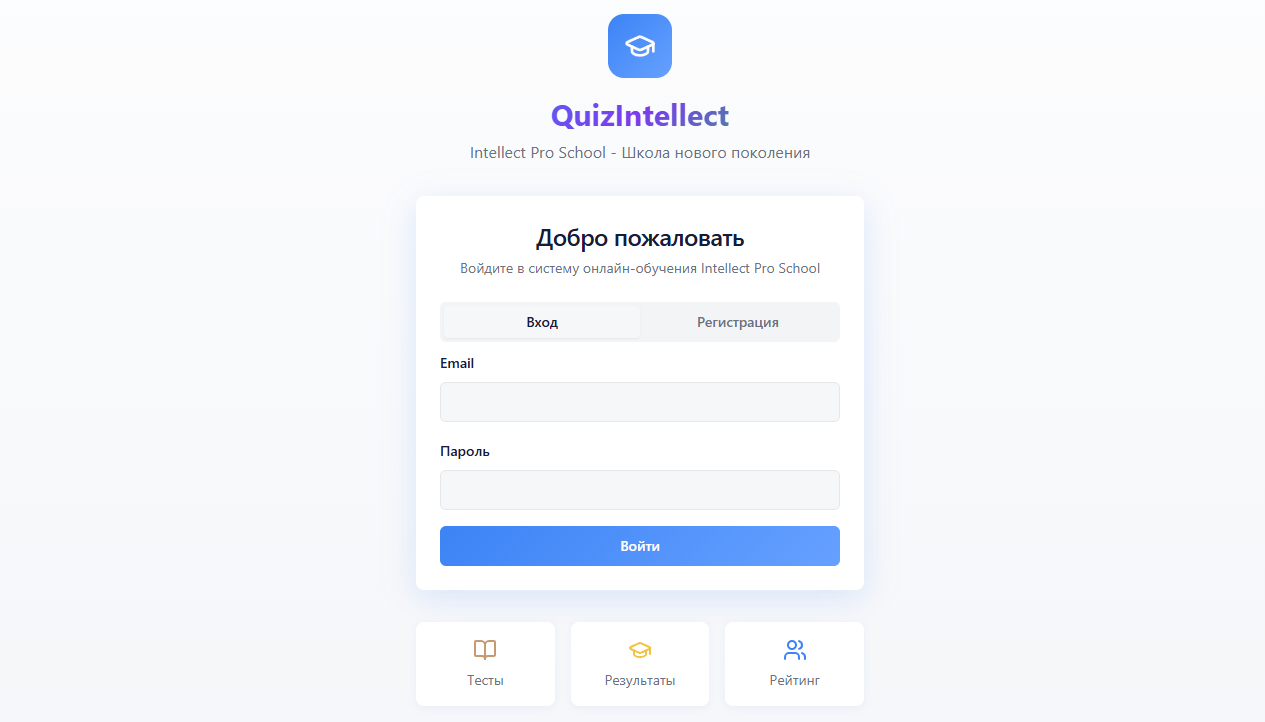 QuizIntellect
Intellect Pro School - Школа нового поколения
Добро пожаловать
Войдите в систему онлайн-обучения Intellect Pro School
Вход Регистрация
Email
Пароль
Войти
Тесты Результаты Рейтинг